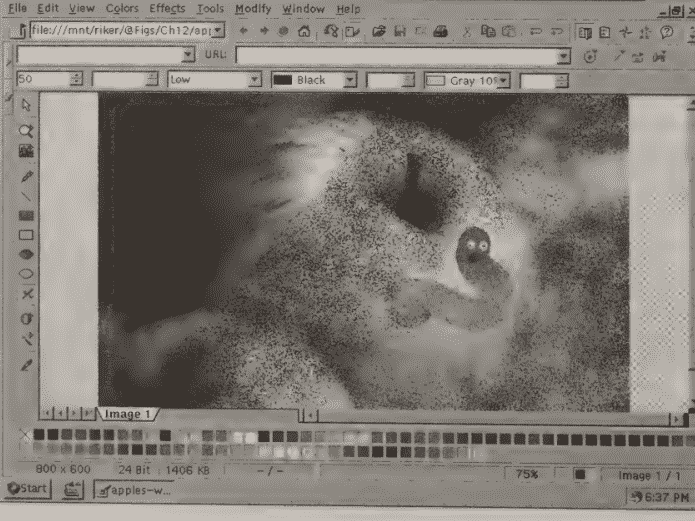 File Edit View Colors Effects Tools Modify Window Help
file:///mnt/riker/@Figs/Ch12/app
URL:
50 Low Black Gray 10%
Image 1
800 x 600 24 Bit : 1406 KB - / - 75% Image 1 / 1
Start apples-w... 6:37 PM